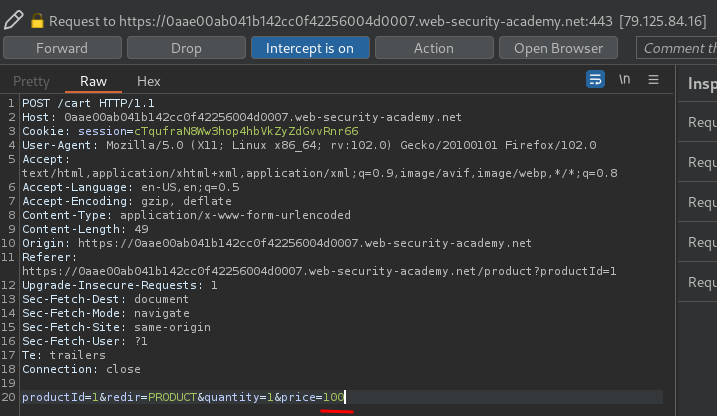 Request to https://0aae00ab041b142cc0f42256004d0007.web-security-academy.net:443 [79.125.84.16]
Forward Drop Intercept is on Action Open Browser Comment th
Pretty Raw Hex \n Insp
1 POST /cart HTTP/1.1
2 Host: 0aae00ab041b142cc0f42256004d0007.web-security-academy.net
3 Cookie: session=cTqufraN8Ww3hop4hbVkZyZdGvvRnr66
4 User-Agent: Mozilla/5.0 (X11; Linux x86_64; rv:102.0) Gecko/20100101 Firefox/102.0
5 Accept:
text/html,application/xhtml+xml,application/xml;q=0.9,image/avif,image/webp,*/*;q=0.8
6 Accept-Language: en-US,en;q=0.5
7 Accept-Encoding: gzip, deflate
8 Content-Type: application/x-www-form-urlencoded
9 Content-Length: 49
10 Origin: https://0aae00ab041b142cc0f42256004d0007.web-security-academy.net
11 Referer:
https://0aae00ab041b142cc0f42256004d0007.web-security-academy.net/product?productId=1
12 Upgrade-Insecure-Requests: 1
13 Sec-Fetch-Dest: document
14 Sec-Fetch-Mode: navigate
15 Sec-Fetch-Site: same-origin
16 Sec-Fetch-User: ?1
17 Te: trailers
18 Connection: close
19
20 productId=1&redir=PRODUCT&quantity=1&price=100
Requ
Requ
Requ
Requ
Requ